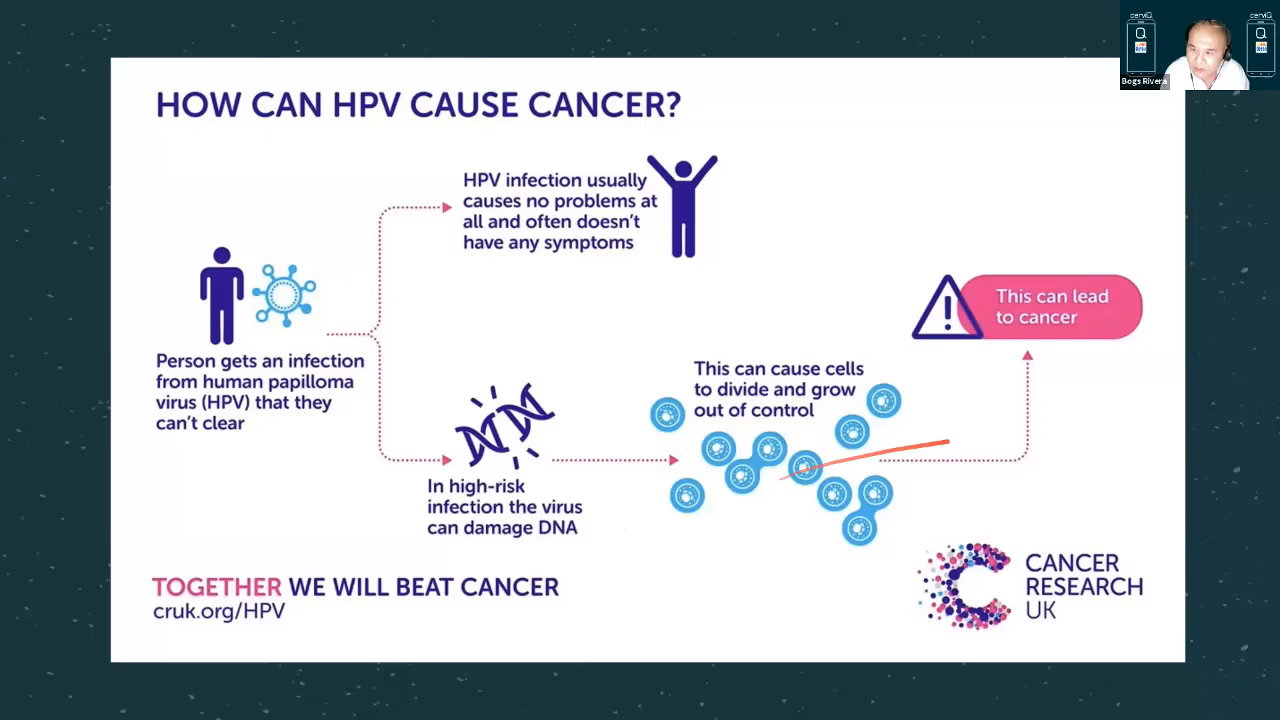 cerviQ
cerviQ
Bogs Rivera
HOW CAN HPV CAUSE CANCER?
HPV infection usually
causes no problems at
all and often doesn't
have any symptoms
This can lead
to cancer
Person gets an infection
from human papilloma
virus (HPV) that they
can't clear
This can cause cells
to divide and grow
out of control
In high-risk
infection the virus
can damage DNA
TOGETHER WE WILL BEAT CANCER
cruk.org/HPV
CANCER
RESEARCH
UK